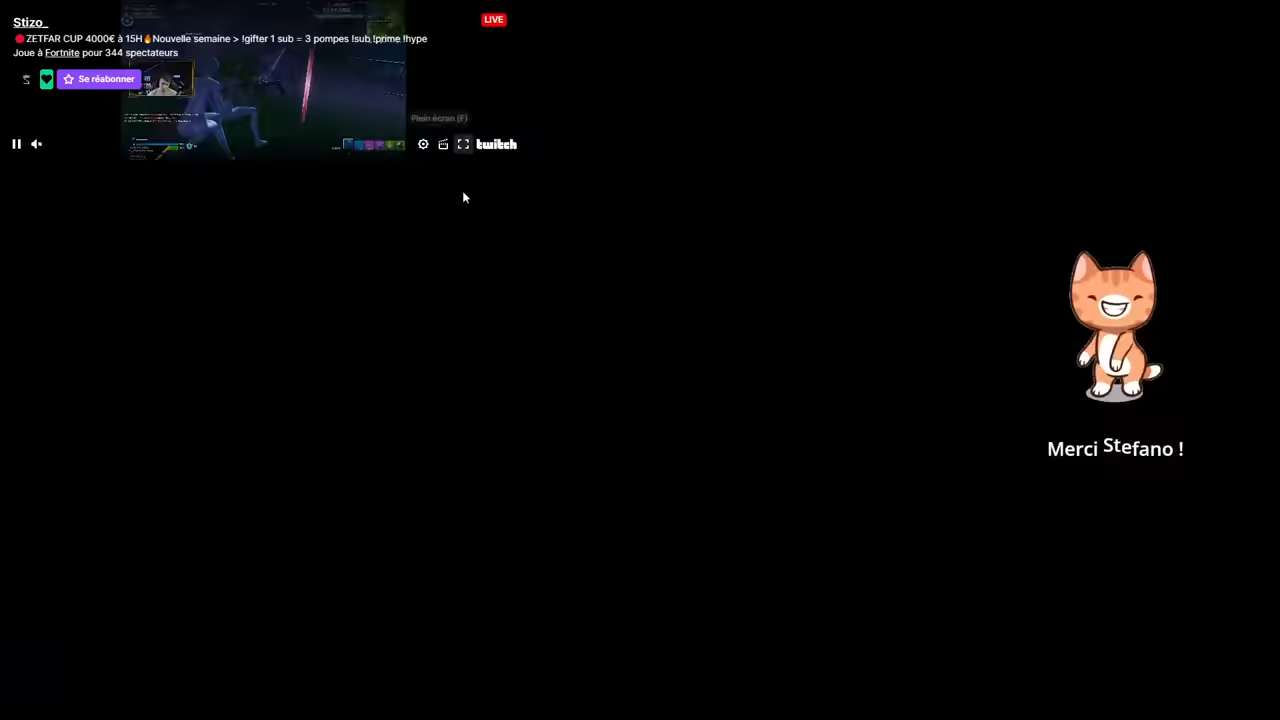 Stizo_
LIVE
🔴ZETFAR CUP 4000€ à 15H🔥Nouvelle semaine > !gifter 1 sub = 3 pompes !sub !prime !hype
Joue à Fortnite pour 344 spectateurs
Se réabonner
Plein écran (F)
twitch
Merci Stefano !